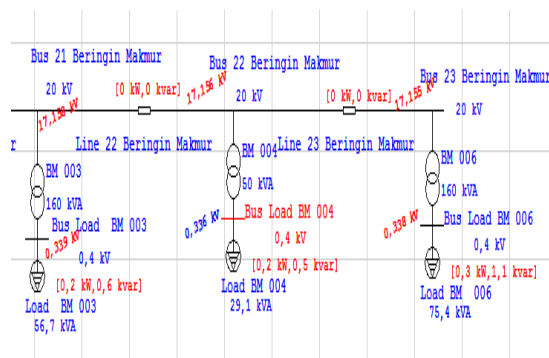 Bus 21 Beringin Makmur
Bus 22 Beringin Makmur
Bus 23 Beringin Makmur
20 kV
[0 kW,0 kvar]
17,156 kV
20 kV
[0 kW,0 kvar]
17,155 kV
20 kV
17,158 kV
r
Line 22 Beringin Makmur
BM 004
Line 23 Beringin Makmur
BM 003
BM 006
160 kVA
50 kVA
160 kVA
Bus Load BM 003
0,336 kV
Bus Load BM 004
0,338 kV
Bus Load BM 006
0,339 kV
0,4 kV
0,4 kV
0,4 kV
[0,2 kW,0,6 kvar]
[0,2 kW,0,5 kvar]
[0,3 kW,1,1 kvar]
Load BM 003
Load BM 004
Load BM 006
56,7 kVA
29,1 kVA
75,4 kVA